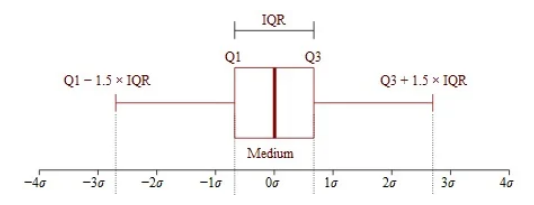 IQR
Q1 Q3
Q1 − 1.5 × IQR Q3 + 1.5 × IQR
Medium
−4σ −3σ −2σ −1σ 0σ 1σ 2σ 3σ 4σ